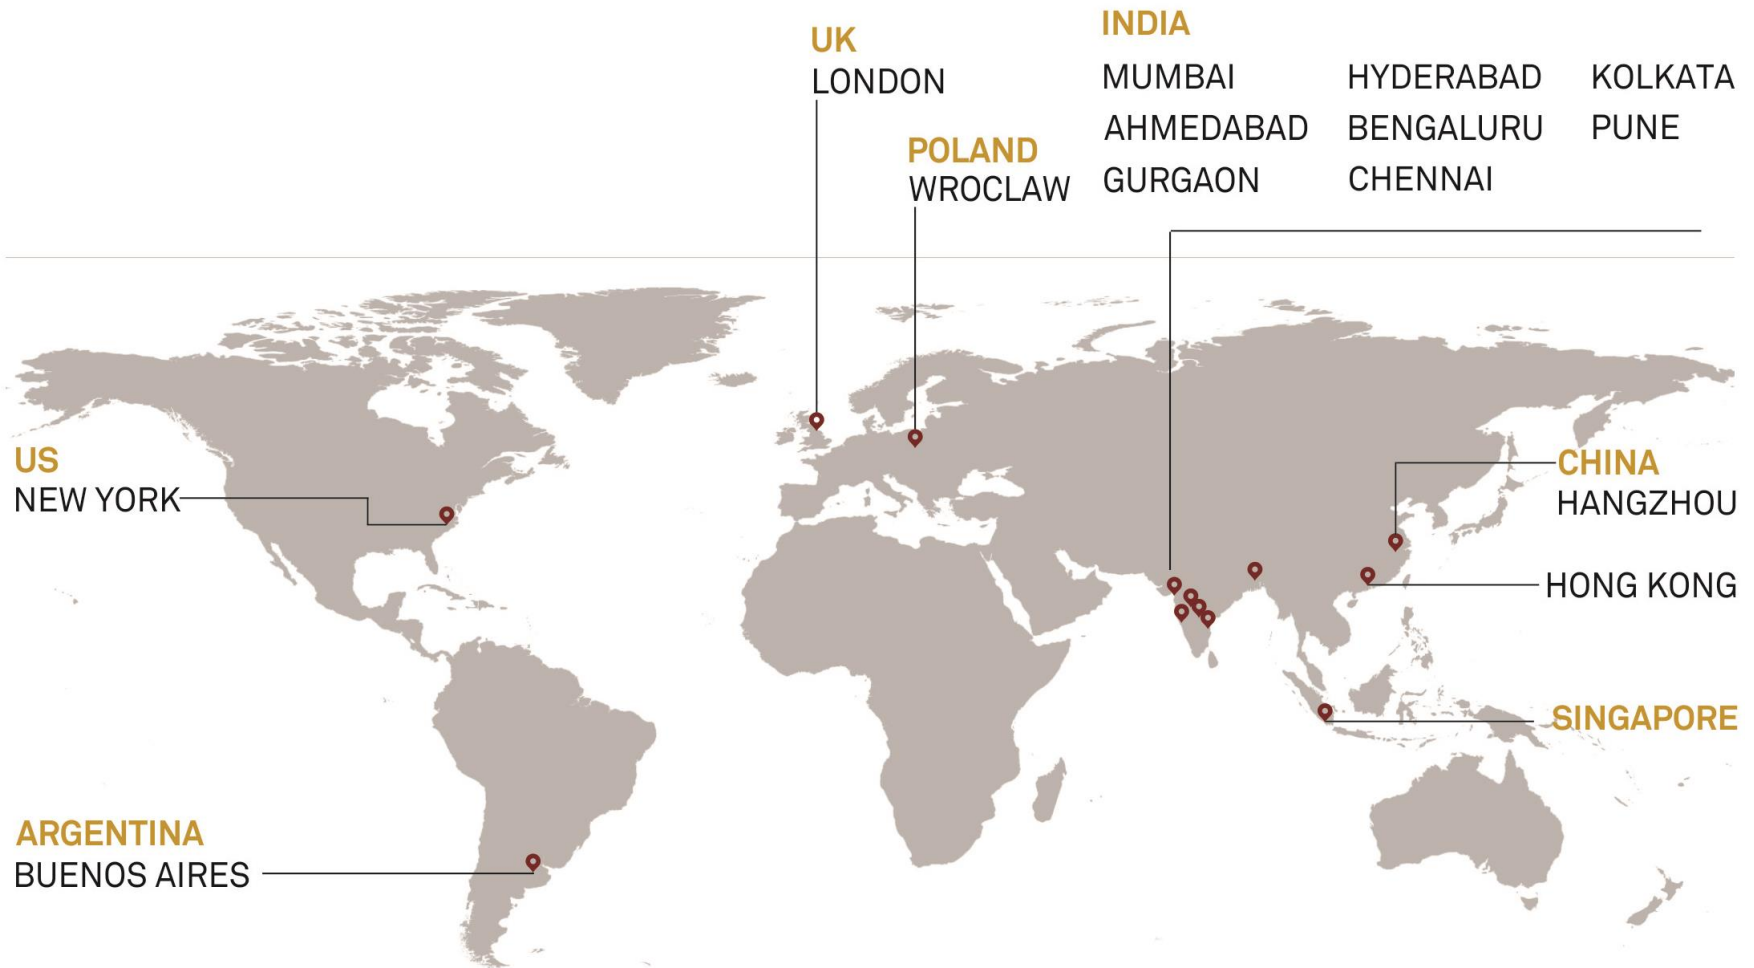 UK
LONDON
POLAND
WROCLAW
INDIA
MUMBAI HYDERABAD KOLKATA
AHMEDABAD BENGALURU PUNE
GURGAON CHENNAI
US
NEW YORK
CHINA
HANGZHOU
HONG KONG
SINGAPORE
ARGENTINA
BUENOS AIRES